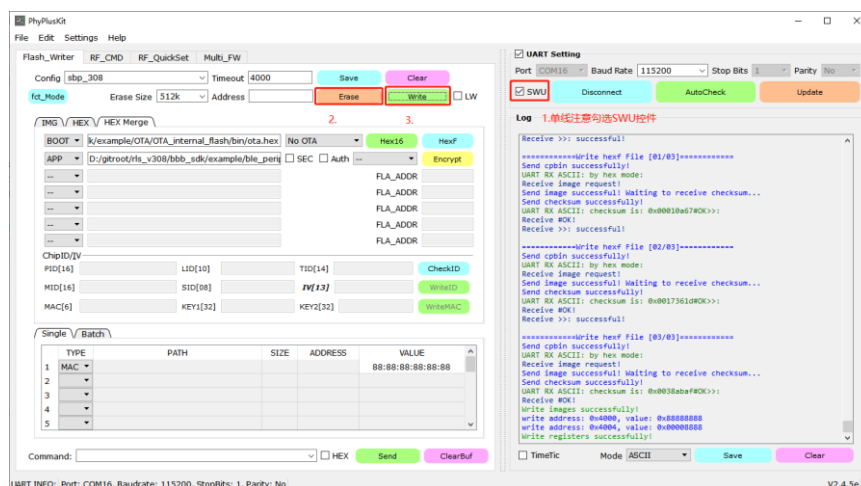 PhyPlusKit
File Edit Settings Help
Flash_Writer RF_CMD RF_QuickSet Multi_FW
Config sbp_308 Timeout 4000 Save Clear
fct_Mode Erase Size 512k Address Erase Write LW
2. 3.
IMG HEX HEX Merge
BOOT k/example/OTA/OTA_internal_flash/bin/ota.hex No OTA Hex16 HexF
APP D:/gitroot/rls_v308/bbb_sdk/example/ble_perip SEC Auth -- Encrypt
-- FLA_ADDR
-- FLA_ADDR
-- FLA_ADDR
-- FLA_ADDR
ChipID/IV
PID[16] LID[10] TID[14] CheckID
MID[16] SID[08] IV[13] WriteID
MAC[6] KEY1[32] KEY2[32] WriteMAC
Single Batch
TYPE PATH SIZE ADDRESS VALUE
1 MAC 88:88:88:88:88:88
2
3
4
5
Command: HEX Send ClearBuf
UART INFO: Port: COM16, Baudrate: 115200, StopBits: 1, Parity: No
UART Setting
Port COM16 Baud Rate 115200 Stop Bits 1 Parity No
SWU Disconnect AutoCheck Update
Log 1.单线注意勾选SWU控件
Receive >>: successful!
============Write hexf File [01/03]============
Send cpbin successfully!
UART RX ASCII: by hex mode:
Receive image request!
Send image successful! Waiting to receive checksum...
Send checksum successfully!
UART RX ASCII: checksum is: 0x00010a67#OK>>:
Receive #OK!
Receive >>: successful!
============Write hexf File [02/03]============
Send cpbin successfully!
UART RX ASCII: by hex mode:
Receive image request!
Send image successful! Waiting to receive checksum...
Send checksum successfully!
UART RX ASCII: checksum is: 0x0017361d#OK>>:
Receive #OK!
Receive >>: successful!
============Write hexf File [03/03]============
Send cpbin successfully!
UART RX ASCII: by hex mode:
Receive image request!
Send image successful! Waiting to receive checksum...
Send checksum successfully!
UART RX ASCII: checksum is: 0x0038abaf#OK>>:
Receive #OK!
Write images successfully!
write address: 0x4000, value: 0x88888888
write address: 0x4004, value: 0x00008888
Write registers successfully!
TimeTic Mode ASCII Save Clear
V2.4.5e